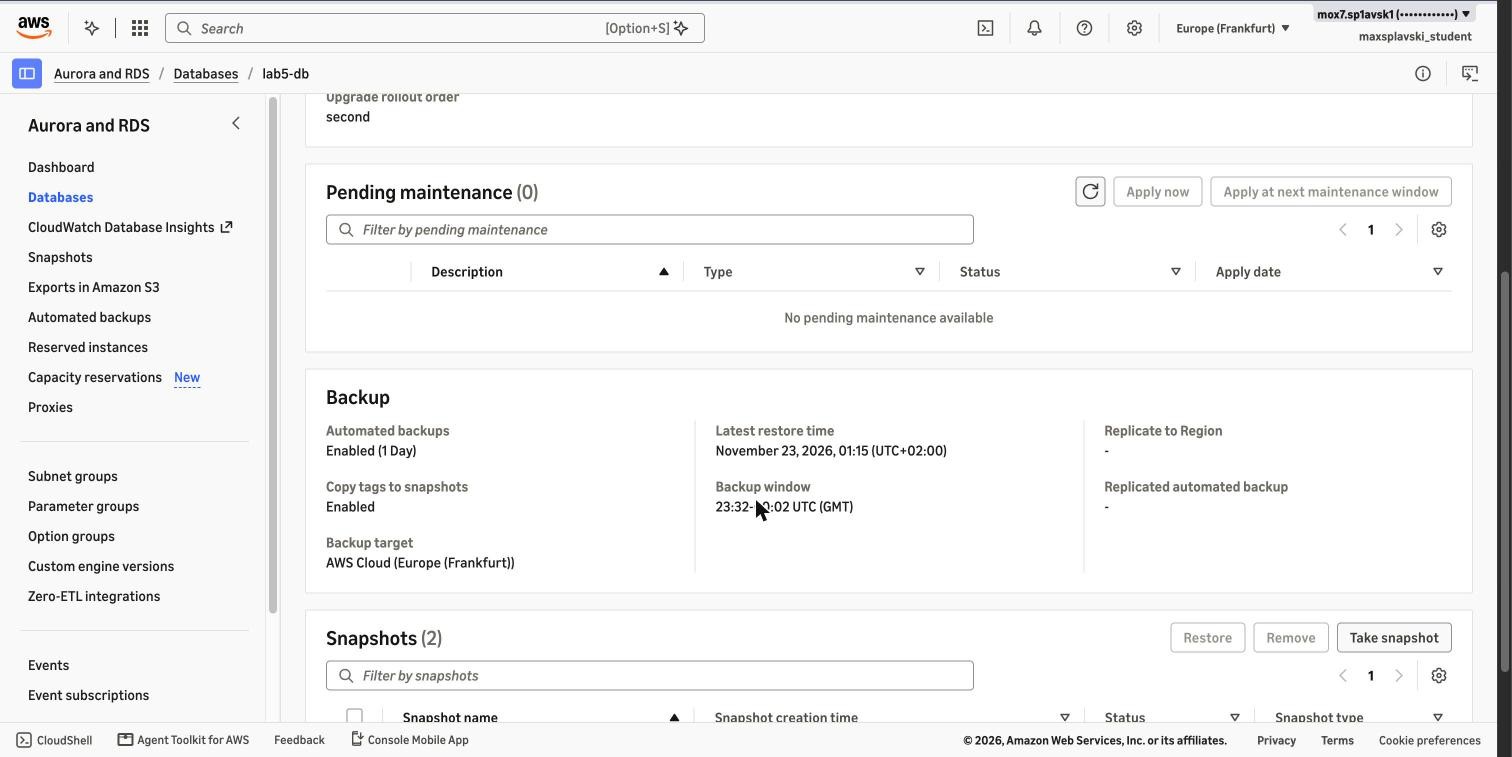 aws
Search [Option+S]
Europe (Frankfurt) ▼
mox7.sp1avsk1 (••••••••••••) ▼
maxsplavski_student
Aurora and RDS / Databases / lab5-db
Aurora and RDS
Dashboard
Databases
CloudWatch Database Insights
Snapshots
Exports in Amazon S3
Automated backups
Reserved instances
Capacity reservations New
Proxies
Subnet groups
Parameter groups
Option groups
Custom engine versions
Zero-ETL integrations
Events
Event subscriptions
Upgrade rollout order
second
Pending maintenance (0)
Apply now
Apply at next maintenance window
Filter by pending maintenance
1
Description
Type
Status
Apply date
No pending maintenance available
Backup
Automated backups
Enabled (1 Day)
Copy tags to snapshots
Enabled
Backup target
AWS Cloud (Europe (Frankfurt))
Latest restore time
November 23, 2026, 01:15 (UTC+02:00)
Backup window
UTC (GMT)
Replicate to Region
-
Replicated automated backup
-
Snapshots (2)
Restore
Remove
Take snapshot
Filter by snapshots
1
Snapshot name
Snapshot creation time
Status
Snapshot type
CloudShell
Agent Toolkit for AWS
Feedback
Console Mobile App
© 2026, Amazon Web Services, Inc. or its affiliates.
Privacy
Terms
Cookie preferences